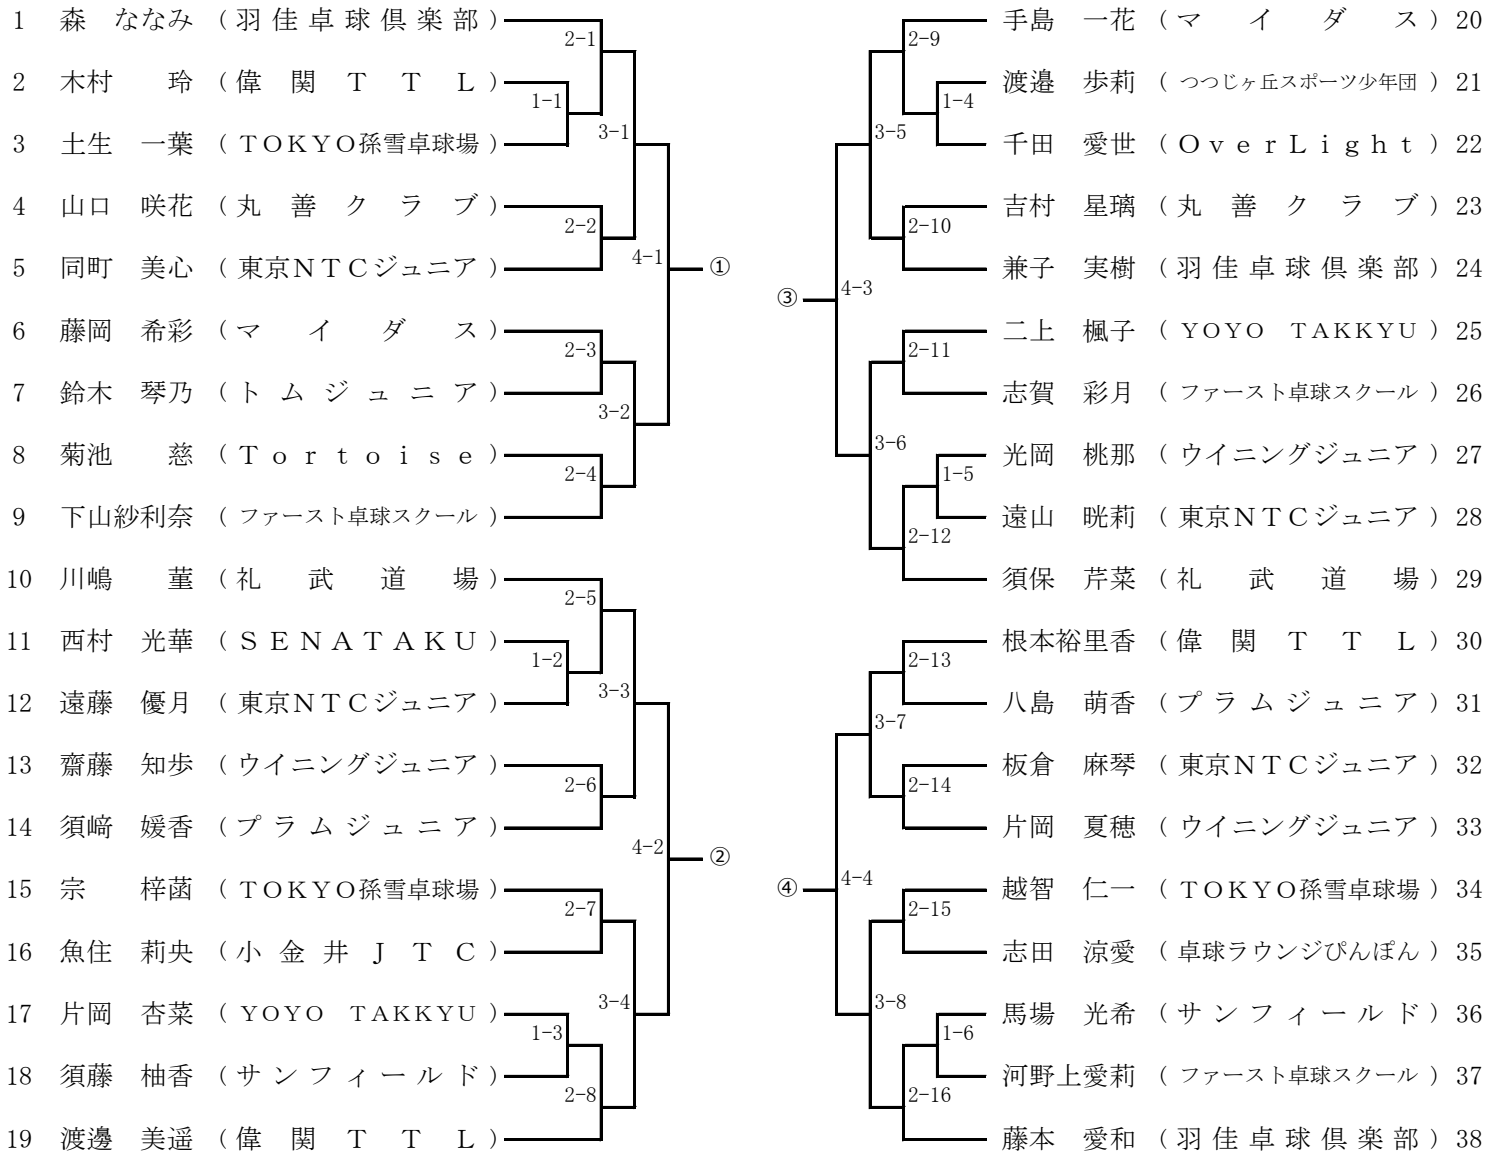 1 森 ななみ (羽佳卓球倶楽部)
2 木村 玲 (偉関TTL)
3 土生 一葉 (TOKYO孫雪卓球場)
4 山口 咲花 (丸善クラブ)
5 同町 美心 (東京NTCジュニア)
6 藤岡 希彩 (マイダス)
7 鈴木 琴乃 (トムジュニア)
8 菊池 慈 (Tortoise)
9 下山紗利奈 (ファースト卓球スクール)
10 川嶋 菫 (礼武道場)
11 西村 光華 (SENATAKU)
12 遠藤 優月 (東京NTCジュニア)
13 齋藤 知歩 (ウイニングジュニア)
14 須﨑 媛香 (プラムジュニア)
15 宗 梓菡 (TOKYO孫雪卓球場)
16 魚住 莉央 (小金井JTC)
17 片岡 杏菜 (YOYO TAKKYU)
18 須藤 柚香 (サンフィールド)
19 渡邊 美遥 (偉関TTL)
2-1
1-1
3-1
2-2
4-1 ①
2-3
3-2
2-4
2-5
1-2
3-3
2-6
4-2 ②
2-7
3-4
1-3
2-8
手島 一花 (マイダス) 20
渡邉 歩莉 (つつじヶ丘スポーツ少年団) 21
千田 愛世 (OverLight) 22
吉村 星璃 (丸善クラブ) 23
兼子 実樹 (羽佳卓球倶楽部) 24
二上 楓子 (YOYO TAKKYU) 25
志賀 彩月 (ファースト卓球スクール) 26
光岡 桃那 (ウイニングジュニア) 27
遠山 晄莉 (東京NTCジュニア) 28
須保 芹菜 (礼武道場) 29
根本裕里香 (偉関TTL) 30
八島 萌香 (プラムジュニア) 31
板倉 麻琴 (東京NTCジュニア) 32
片岡 夏穂 (ウイニングジュニア) 33
越智 仁一 (TOKYO孫雪卓球場) 34
志田 涼愛 (卓球ラウンジぴんぽん) 35
馬場 光希 (サンフィールド) 36
河野上愛莉 (ファースト卓球スクール) 37
藤本 愛和 (羽佳卓球倶楽部) 38
2-9
1-4
3-5
2-10
③ 4-3
2-11
3-6
1-5
2-12
2-13
3-7
2-14
④ 4-4
2-15
3-8
1-6
2-16